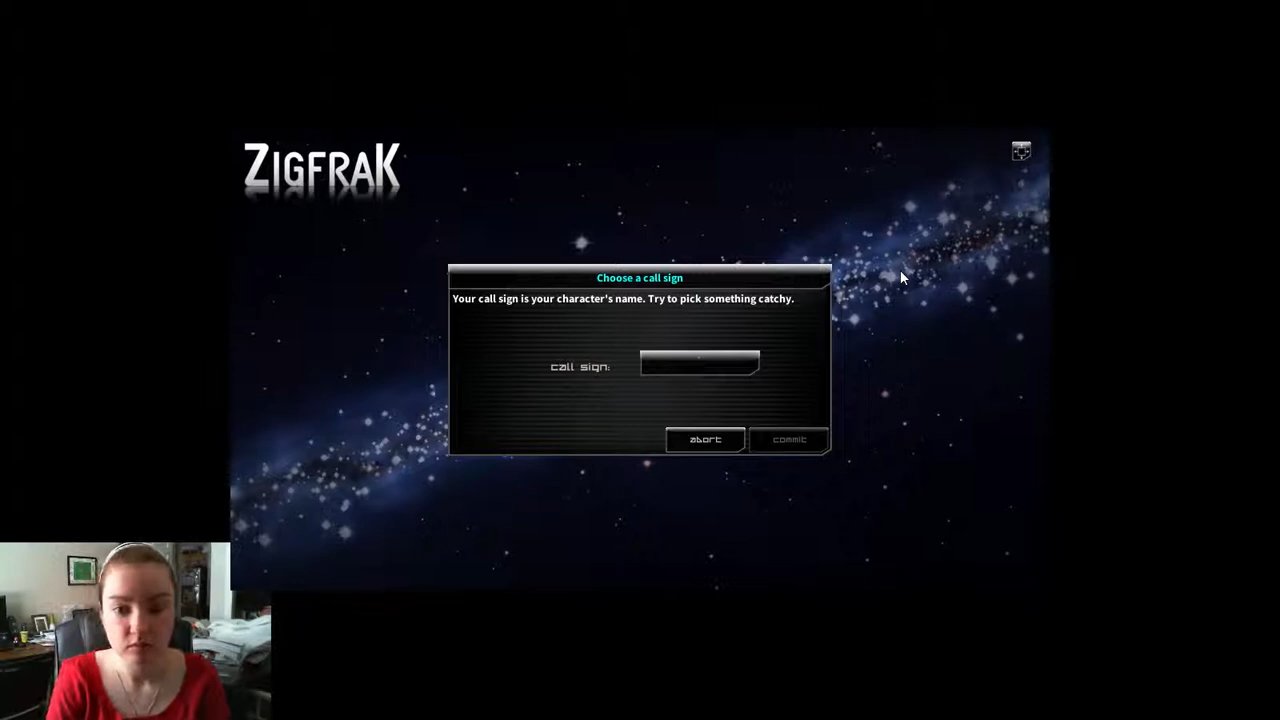 ZIGFRAK
Choose a call sign
Your call sign is your character's name. Try to pick something catchy.
call sign:
abort
commit